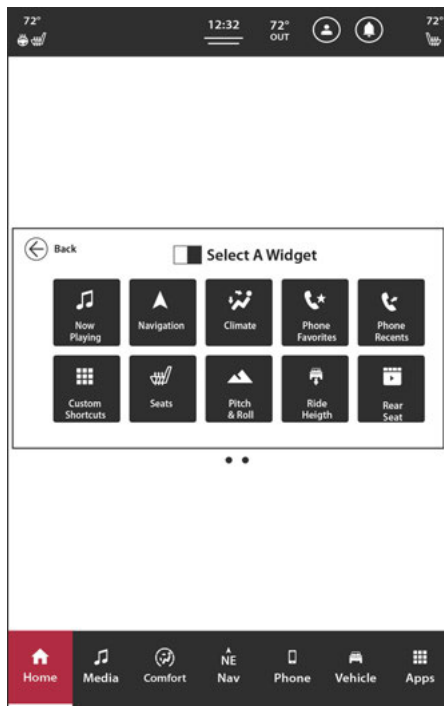 72°
12:32
72°
OUT
72°
Back
Select A Widget
Now
Playing
Navigation
Climate
Phone
Favorites
Phone
Recents
Custom
Shortcuts
Seats
Pitch
& Roll
Ride
Heigth
Rear
Seat
Home
Media
Comfort
NE
Nav
Phone
Vehicle
Apps